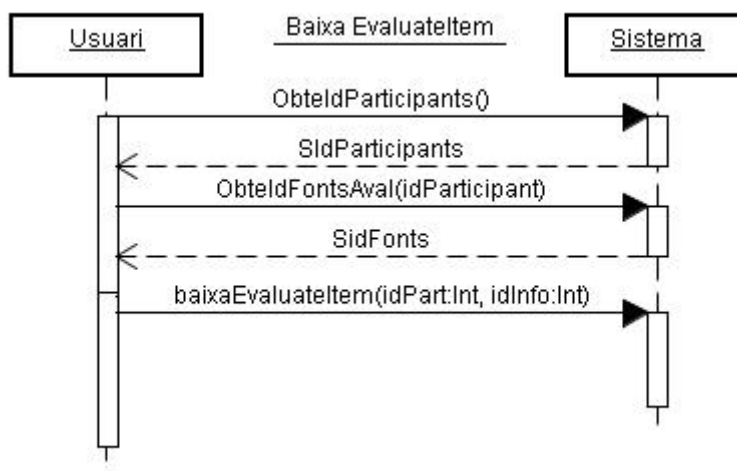 Usuari
Baixa EvaluateItem
Sistema
ObteIdParticipants()
SIdParticipants
ObteIdFontsAval(idParticipant)
SidFonts
baixaEvaluateItem(idPart:Int, idInfo:Int)